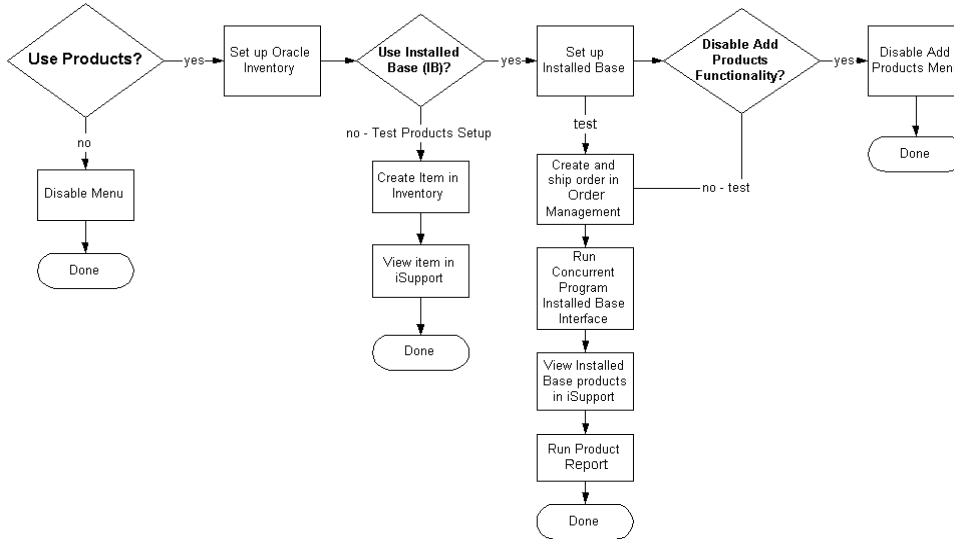 Use Products?
yes
Set up Oracle
Inventory
Use Installed
Base (IB)?
yes
Set up
Installed Base
Disable Add
Products
Functionality?
yes
Disable Add
Products Menu
Done
no
Disable Menu
Done
no - Test Products Setup
Create Item in
Inventory
View item in
iSupport
Done
test
Create and
ship order in
Order
Management
no - test
Run
Concurrent
Program
Installed Base
Interface
View Installed
Base products
in iSupport
Run Product
Report
Done